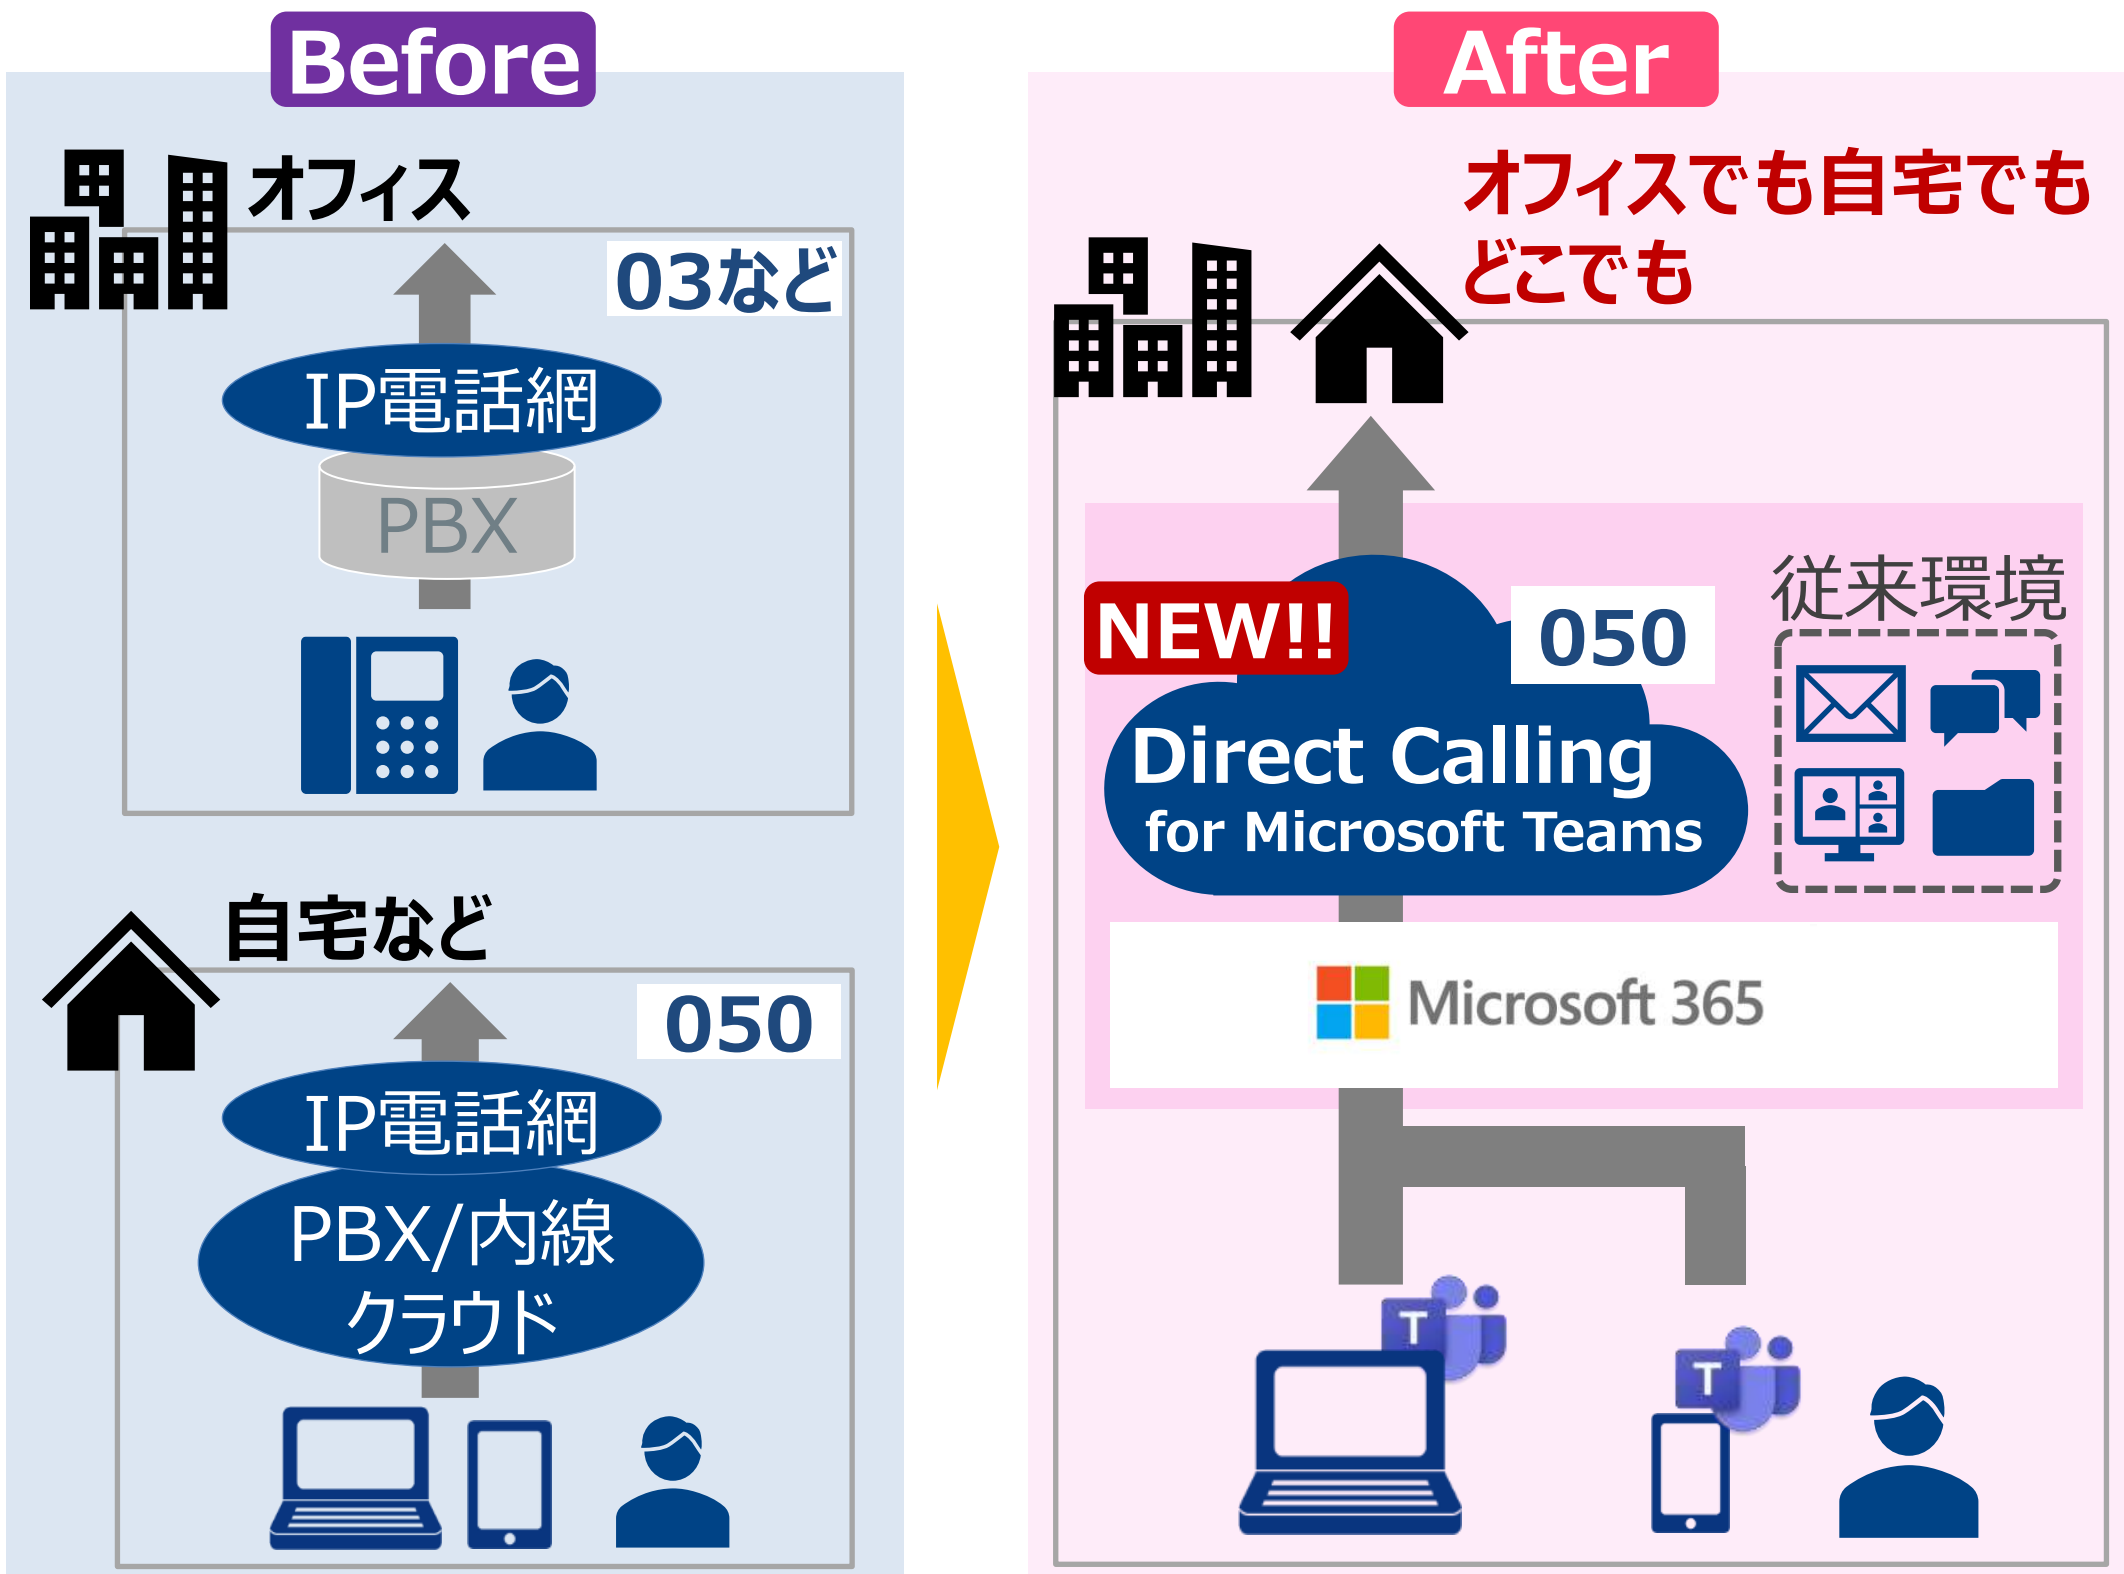 Before
オフィス
03など
IP電話網
PBX
自宅など
050
IP電話網
PBX/内線
クラウド
After
オフィスでも自宅でも
どこでも
従来環境
NEW!!
050
Direct Calling
for Microsoft Teams
Microsoft 365
T
T